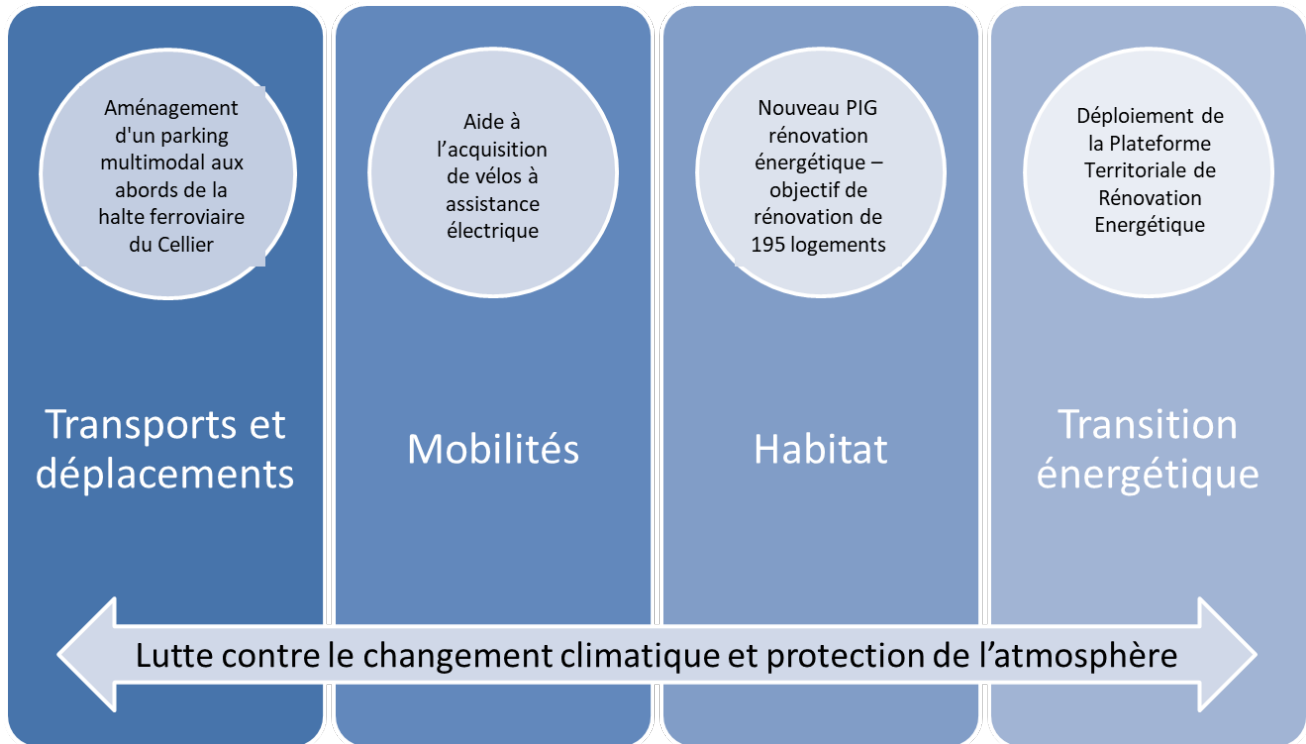 Aménagement
d'un parking
multimodal aux
abords de la
halte ferroviaire
du Cellier
Transports et
déplacements
Aide à
l’acquisition
de vélos à
assistance
électrique
Mobilités
Nouveau PIG
rénovation
énergétique –
objectif de
rénovation de
195 logements
Habitat
Déploiement de
la Plateforme
Territoriale de
Rénovation
Energétique
Transition
énergétique
Lutte contre le changement climatique et protection de l’atmosphère